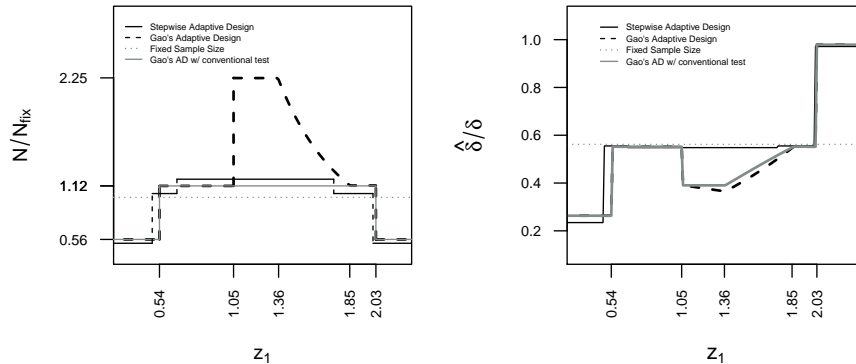 Stepwise Adaptive Design
Gao's Adaptive Design
Fixed Sample Size
Gao's AD w/ conventional test
N/N_fix
2.25
1.12
0.56
0.54
1.05
1.36
1.85
2.03
z₁
Stepwise Adaptive Design
Gao's Adaptive Design
Fixed Sample Size
Gao's AD w/ conventional test
δ̂/δ
1.0
0.8
0.6
0.4
0.2
0.54
1.05
1.36
1.85
2.03
z₁